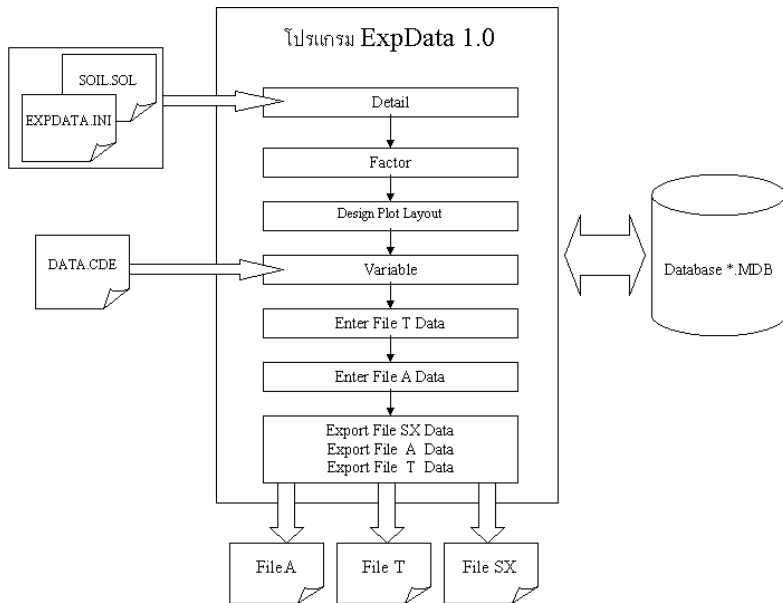 โปรแกรม ExpData 1.0
SOIL.SOL
EXPDATA.INI
Detail
Factor
Design Plot Layout
DATA.CDE
Variable
Database *.MDB
Enter File T Data
Enter File A Data
Export File SX Data
Export File A Data
Export File T Data
File A
File T
File SX